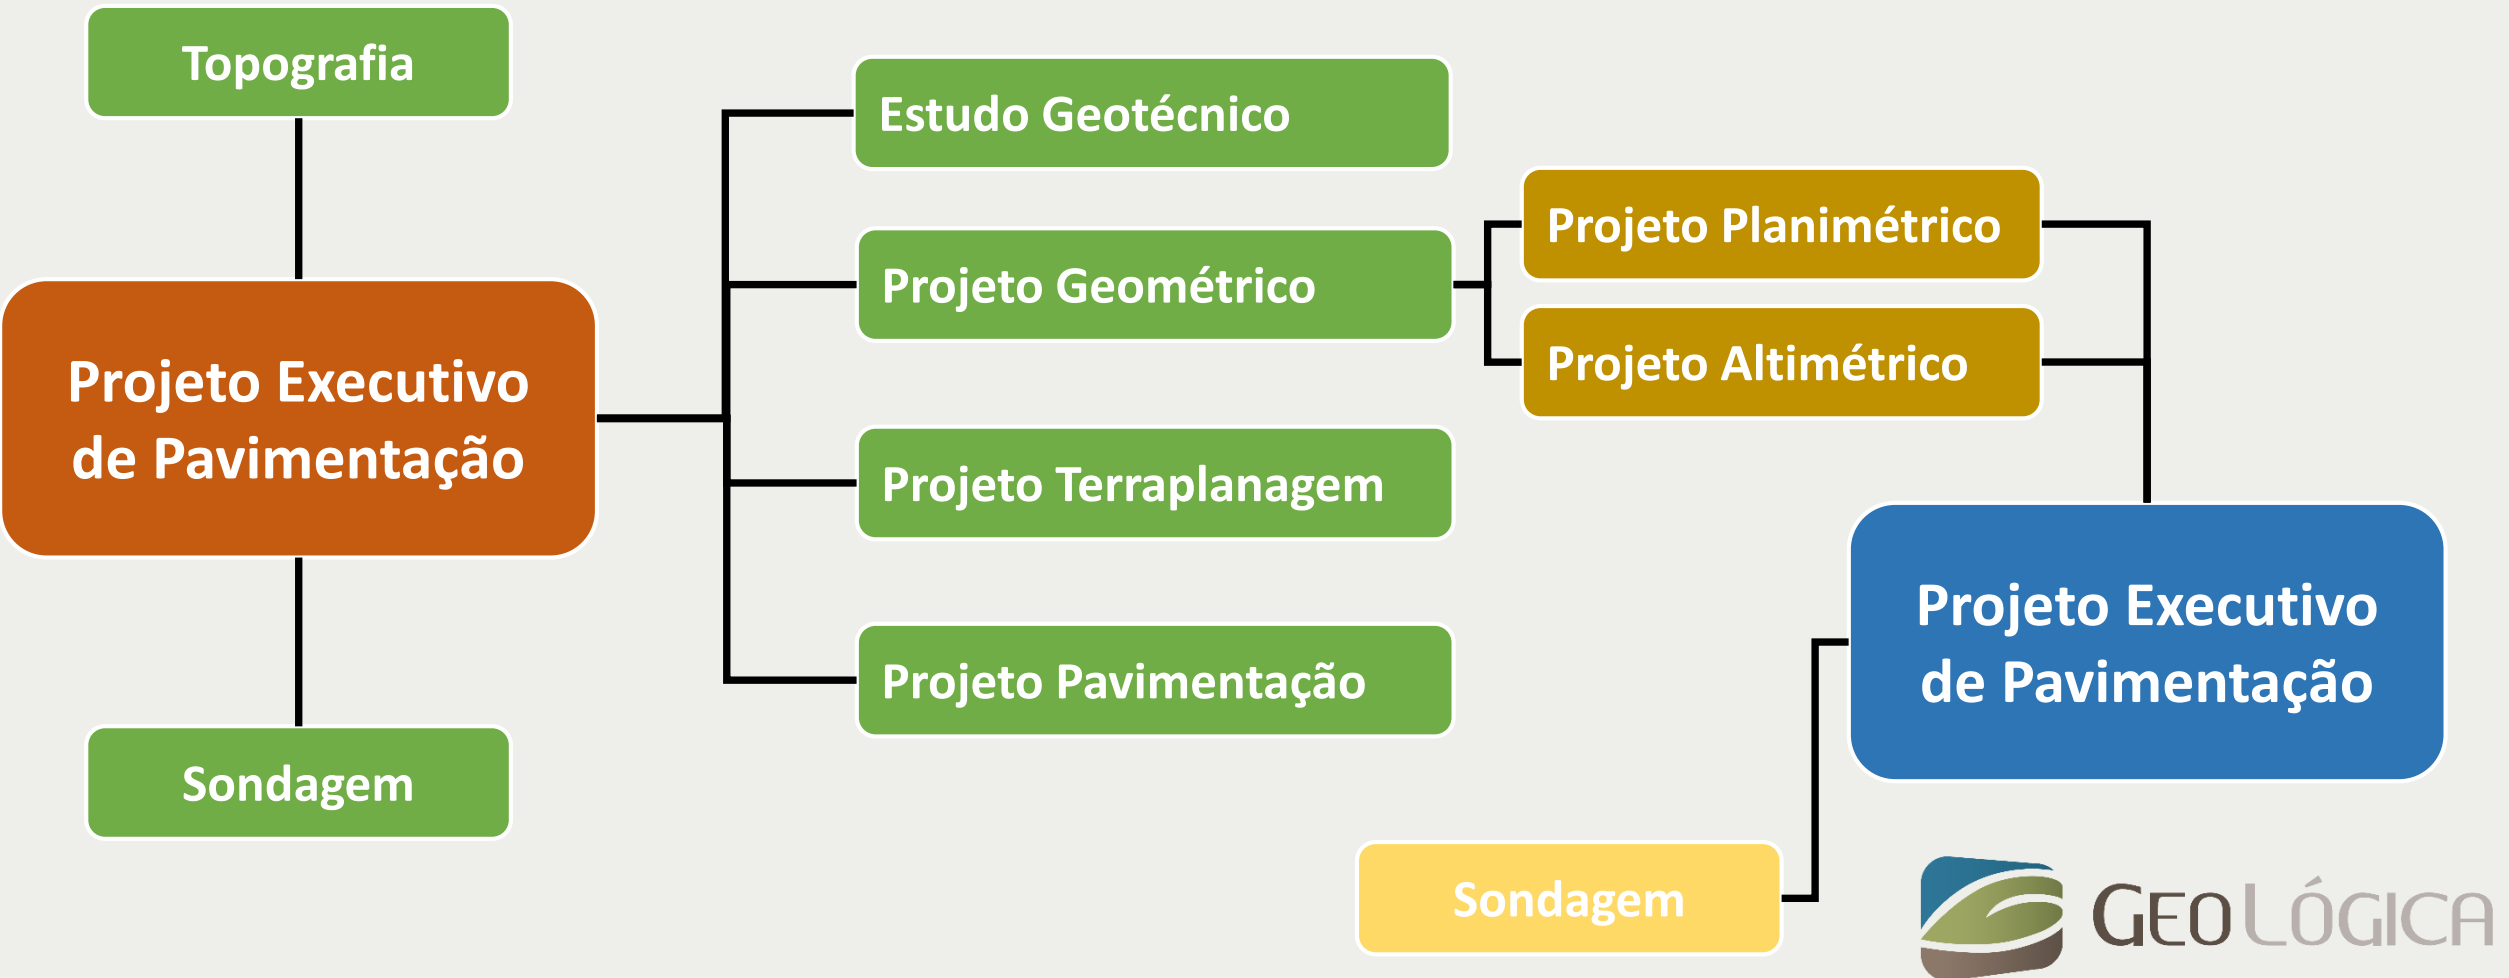 Topografia
Estudo Geotécnico
Projeto Planimétrico
Projeto Geométrico
Projeto Altimétrico
Projeto Executivo
de Pavimentação
Projeto Terraplanagem
Projeto Executivo
de Pavimentação
Projeto Pavimentação
Sondagem
Sondagem
GEOLÓGICA